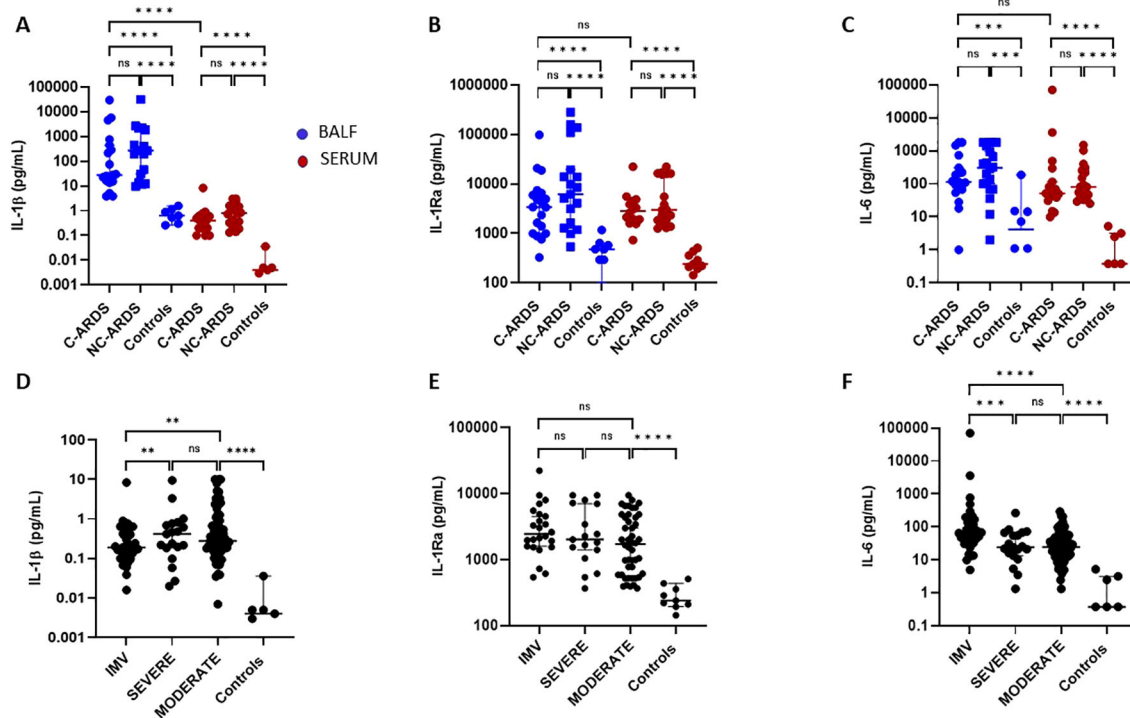 A
B
C
****
****
****
ns
****
ns
****
IL-1β (pg/mL)
100000
10000
1000
100
10
1
0.1
0.01
0.001
C-ARDS
NC-ARDS
Controls
C-ARDS
NC-ARDS
Controls
BALF
SERUM
ns
****
****
ns
****
ns
****
IL-1Ra (pg/mL)
1000000
100000
10000
1000
100
C-ARDS
NC-ARDS
Controls
C-ARDS
NC-ARDS
Controls
ns
***
****
ns
***
ns
****
IL-6 (pg/mL)
100000
10000
1000
100
10
1
0.1
C-ARDS
NC-ARDS
Controls
C-ARDS
NC-ARDS
Controls
D
E
F
**
**
ns
****
IL-1β (pg/mL)
100
10
1
0.1
0.01
0.001
IMV
SEVERE
MODERATE
Controls
ns
ns
ns
****
IL-1Ra (pg/mL)
100000
10000
1000
100
IMV
SEVERE
MODERATE
Controls
****
***
ns
****
IL-6 (pg/mL)
100000
10000
1000
100
10
1
0.1
IMV
SEVERE
MODERATE
Controls